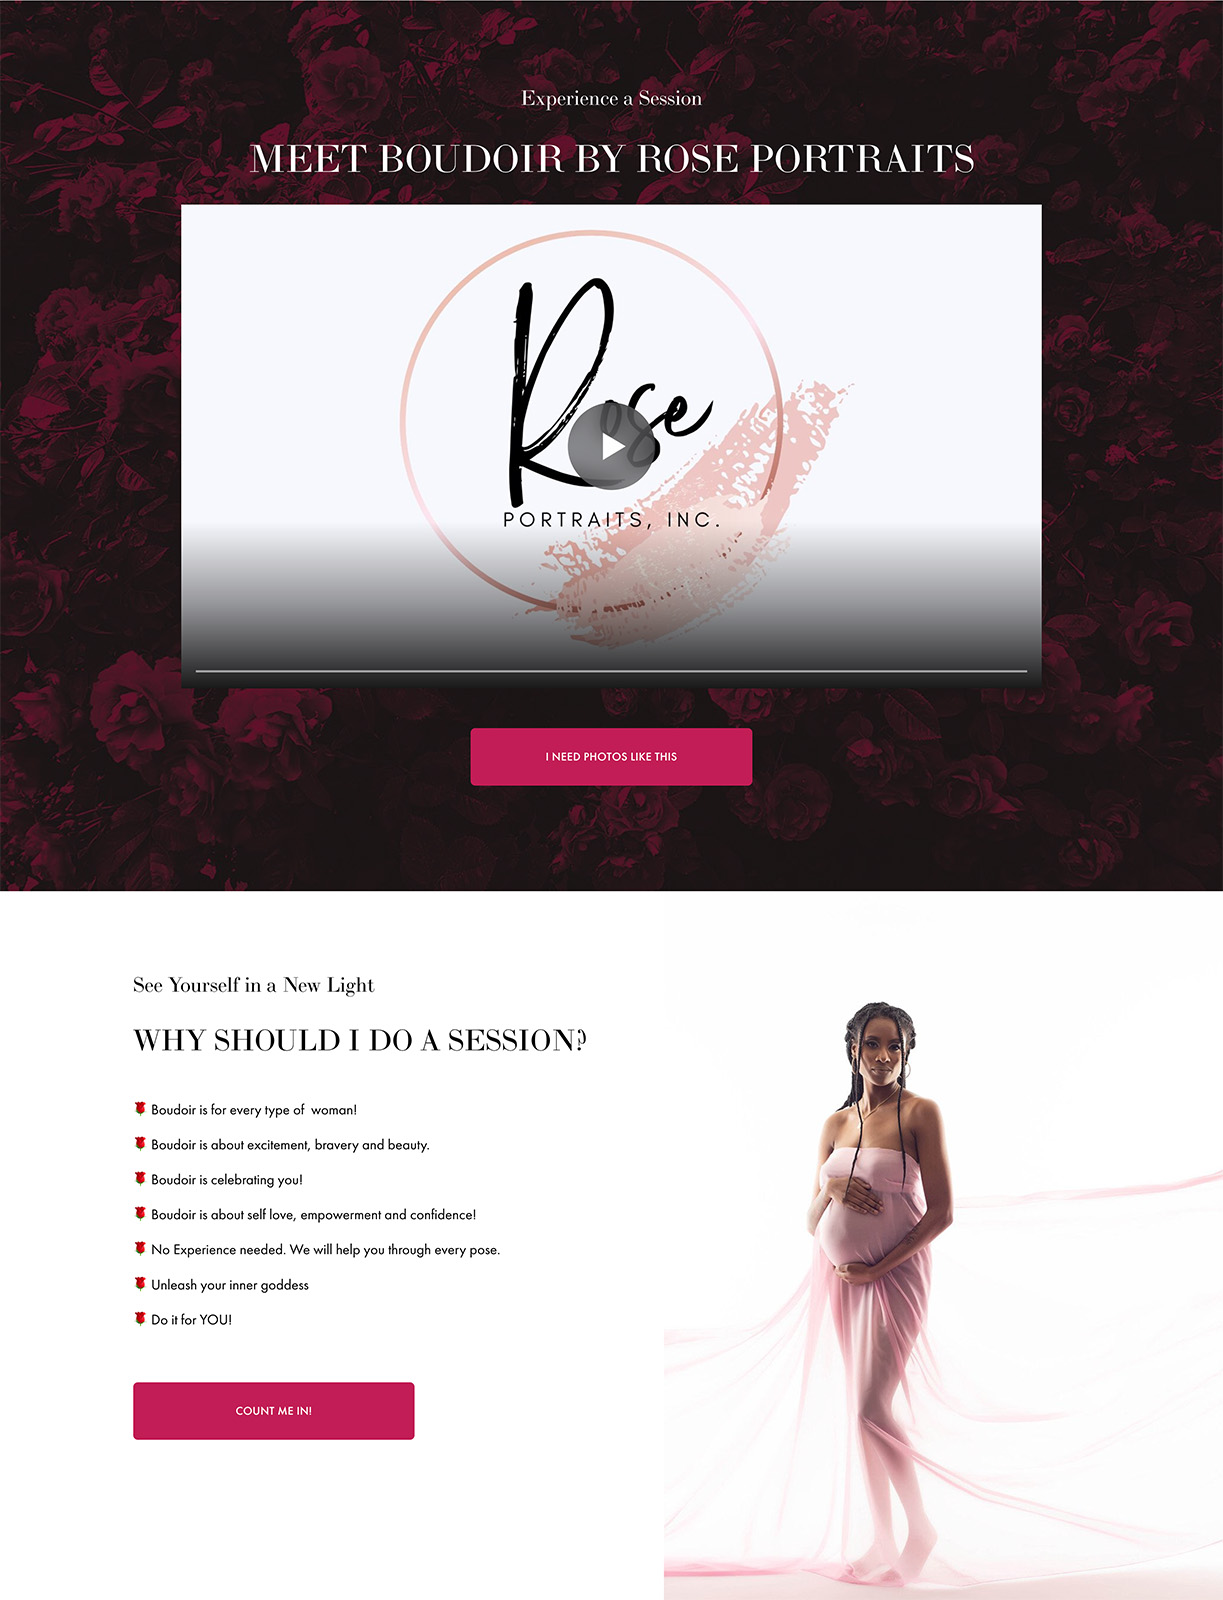 Experience a Session
MEET BOUDOIR BY ROSE PORTRAITS
Rose
PORTRAITS, INC.
I NEED PHOTOS LIKE THIS
See Yourself in a New Light
WHY SHOULD I DO A SESSION?
🌹 Boudoir is for every type of  woman!
🌹 Boudoir is about excitement, bravery and beauty.
🌹 Boudoir is celebrating you!
🌹 Boudoir is about self love, empowerment and confidence!
🌹 No Experience needed. We will help you through every pose.
🌹 Unleash your inner goddess
🌹 Do it for YOU!
COUNT ME IN!